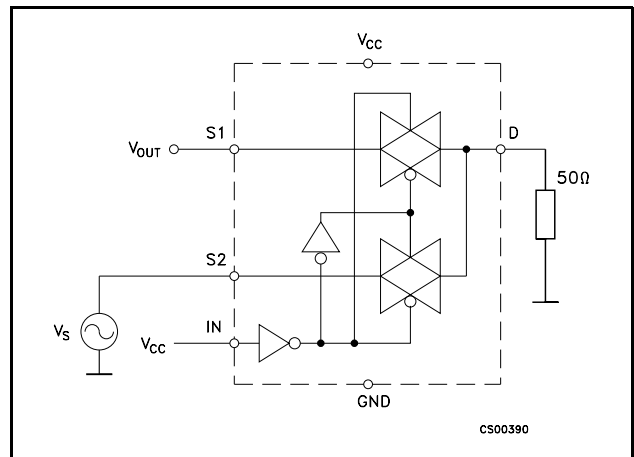 VCC
S1
D
VOUT
50Ω
S2
VS
IN
VCC
GND
CS00390